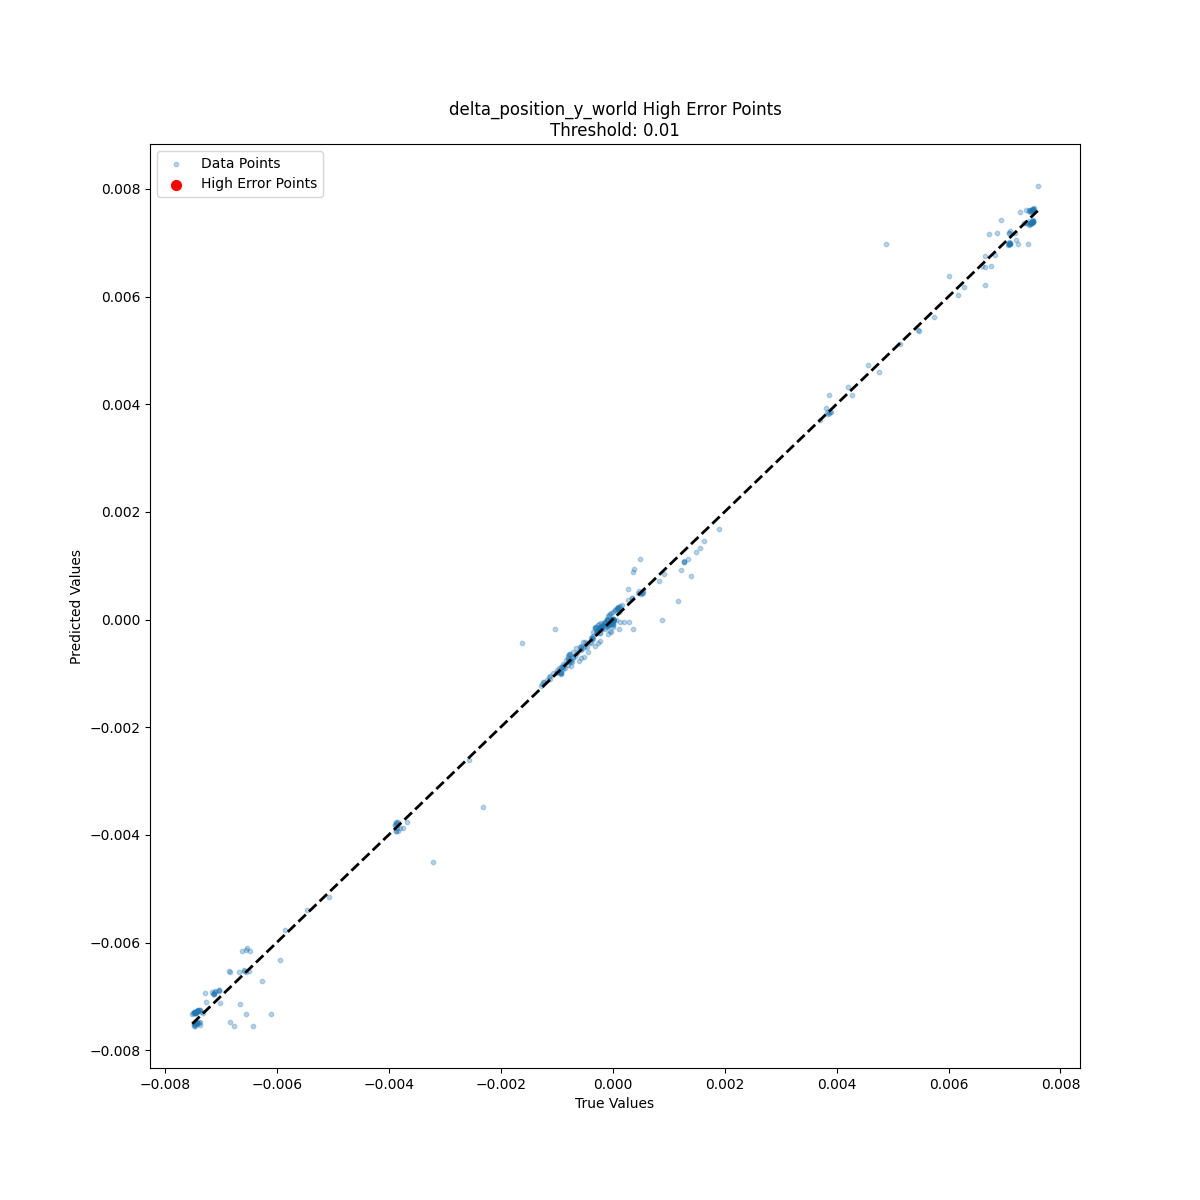 delta_position_y_world High Error Points
Threshold: 0.01
Data Points
High Error Points
0.008
0.006
0.004
0.002
0.000
−0.002
−0.004
−0.006
−0.008
Predicted Values
−0.008 −0.006 −0.004 −0.002 0.000 0.002 0.004 0.006 0.008
True Values